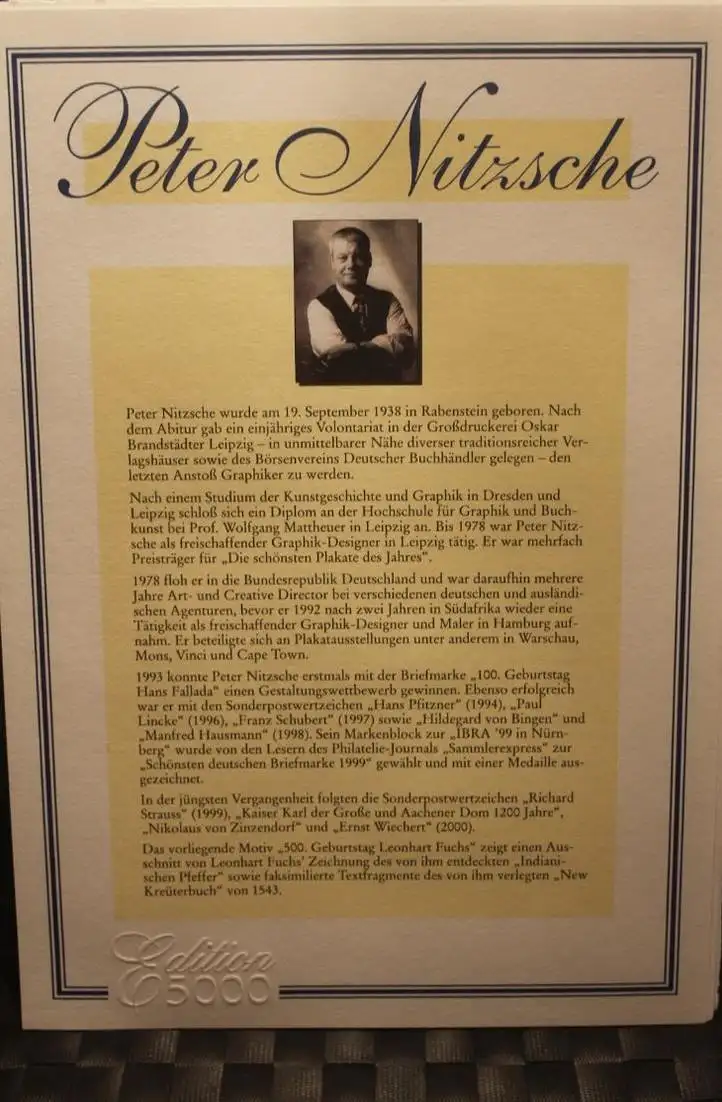 Peter Nitzsche
Peter Nitzsche wurde am 19. September 1938 in Rabenstein geboren. Nach
dem Abitur gab ein einjähriges Volontariat in der Großdruckerei Oskar
Brandstädter Leipzig – in unmittelbarer Nähe diverser traditionsreicher Ver-
lagshäuser sowie des Börsenvereins Deutscher Buchhändler gelegen – den
letzten Anstoß Graphiker zu werden.
Nach einem Studium der Kunstgeschichte und Graphik in Dresden und
Leipzig schloß sich ein Diplom an der Hochschule für Graphik und Buch-
kunst bei Prof. Wolfgang Mattheuer in Leipzig an. Bis 1978 war Peter Nitz-
sche als freischaffender Graphik-Designer in Leipzig tätig. Er war mehrfach
Preisträger für „Die schönsten Plakate des Jahres“.
1978 floh er in die Bundesrepublik Deutschland und war daraufhin mehrere
Jahre Art- und Creative Director bei verschiedenen deutschen und ausländi-
schen Agenturen, bevor er 1992 nach zwei Jahren in Südafrika wieder eine
Tätigkeit als freischaffender Graphik-Designer und Maler in Hamburg auf-
nahm. Er beteiligte sich an Plakatausstellungen unter anderem in Warschau,
Mons, Vinci und Cape Town.
1993 konnte Peter Nitzsche erstmals mit der Briefmarke „100. Geburtstag
Hans Fallada“ einen Gestaltungswettbewerb gewinnen. Ebenso erfolgreich
war er mit den Sonderpostwertzeichen „Hans Pfitzner“ (1994), „Paul
Lincke“ (1996), „Franz Schubert“ (1997) sowie „Hildegard von Bingen“ und
„Manfred Hausmann“ (1998). Sein Markenblock zur „IBRA '99 in Nürn-
berg“ wurde von den Lesern des Philatelie-Journals „Sammlerexpress“ zur
„Schönsten deutschen Briefmarke 1999“ gewählt und mit einer Medaille aus-
gezeichnet.
In der jüngsten Vergangenheit folgten die Sonderpostwertzeichen „Richard
Strauss“ (1999), „Kaiser Karl der Große und Aachener Dom 1200 Jahre“,
„Nikolaus von Zinzendorf“ und „Ernst Wiechert“ (2000).
Das vorliegende Motiv „500. Geburtstag Leonhart Fuchs“ zeigt einen Aus-
schnitt von Leonhart Fuchs' Zeichnung des von ihm entdeckten „Indiani-
schen Pfeffer“ sowie faksimilierte Textfragmente des von ihm verlegten „New
Kreüterbuch“ von 1543.
Edition
5000